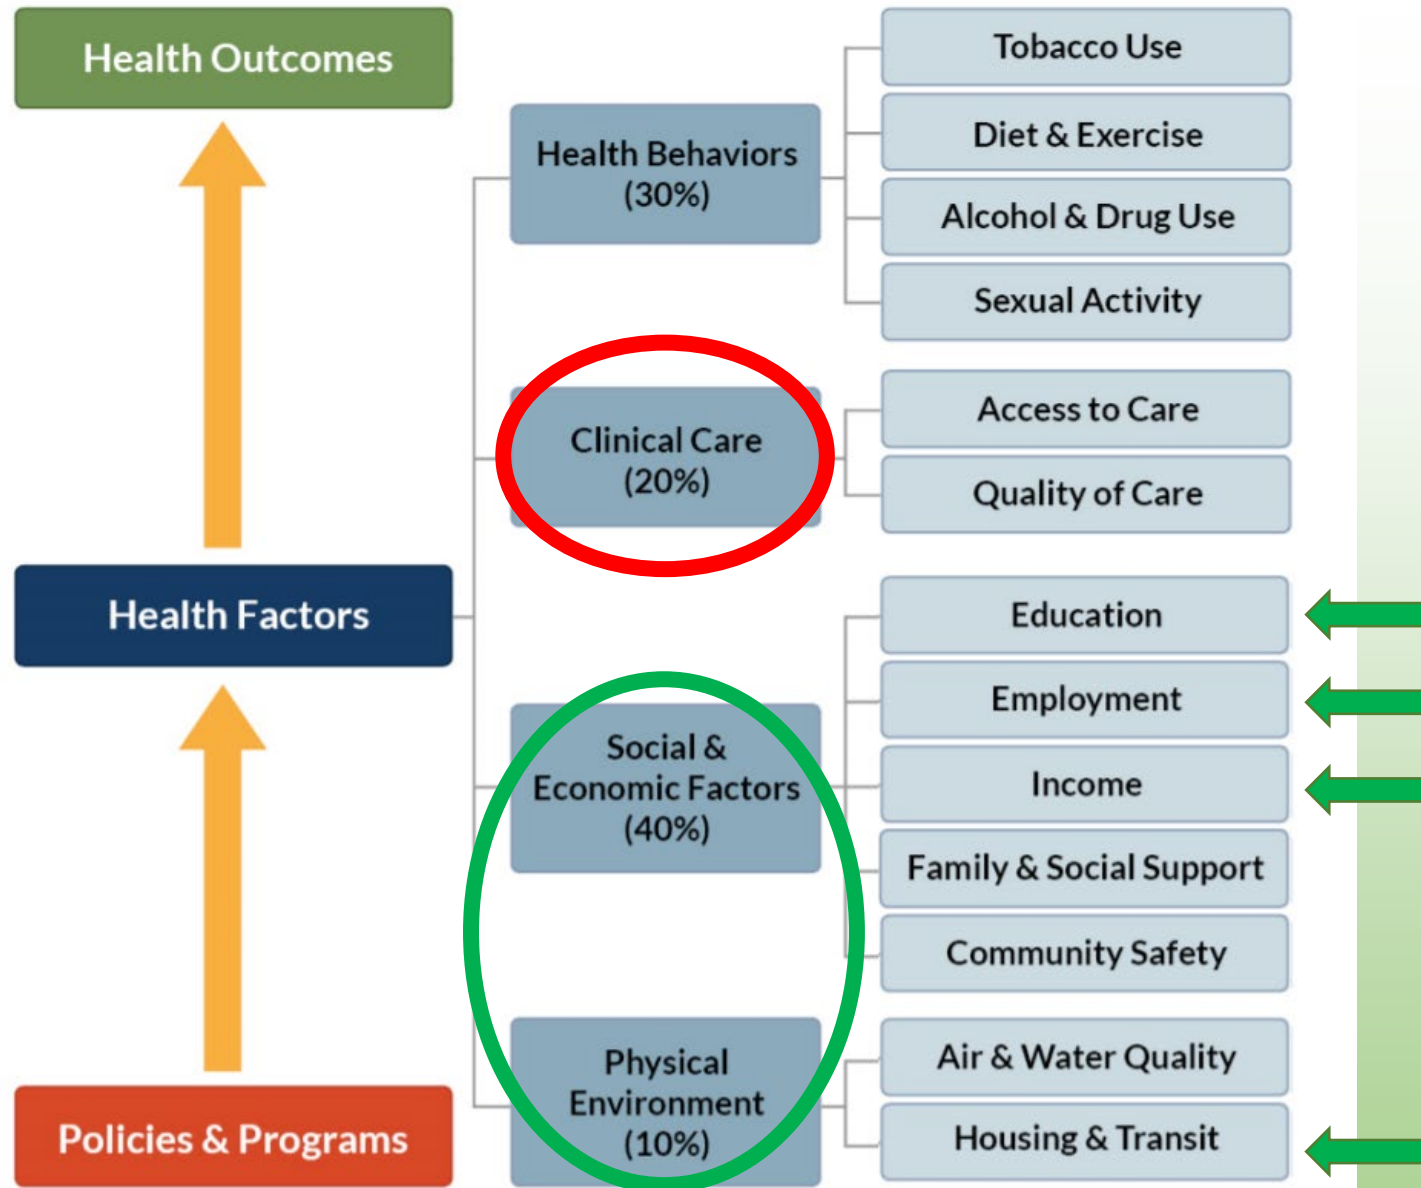 Health Outcomes
Health Factors
Policies & Programs
Health Behaviors
(30%)
Tobacco Use
Diet & Exercise
Alcohol & Drug Use
Sexual Activity
Clinical Care
(20%)
Access to Care
Quality of Care
Social &
Economic Factors
(40%)
Education
Employment
Income
Family & Social Support
Community Safety
Physical
Environment
(10%)
Air & Water Quality
Housing & Transit